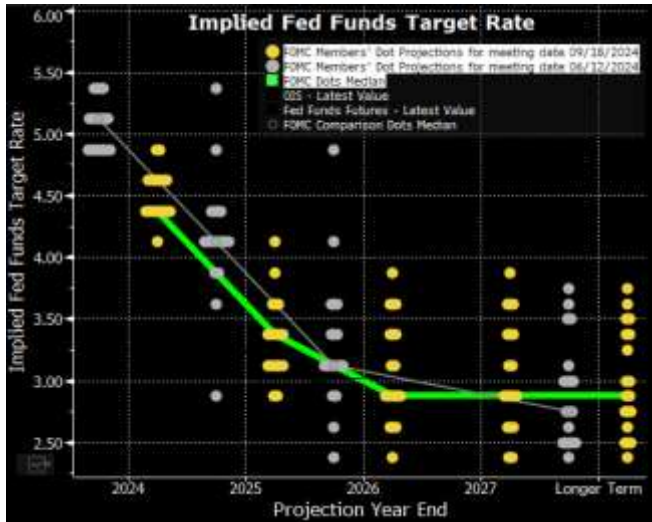 Implied Fed Funds Target Rate
FOMC Members' Dot Projections for meeting date 09/18/2024
FOMC Members' Dot Projections for meeting date 06/12/2024
FOMC Dots Median
OIS - Latest Value
Fed Funds Futures - Latest Value
FOMC Comparison Dots Median
Implied Fed Funds Target Rate
6.00
5.50
5.00
4.50
4.00
3.50
3.00
2.50
2024 2025 2026 2027 Longer Term
Projection Year End